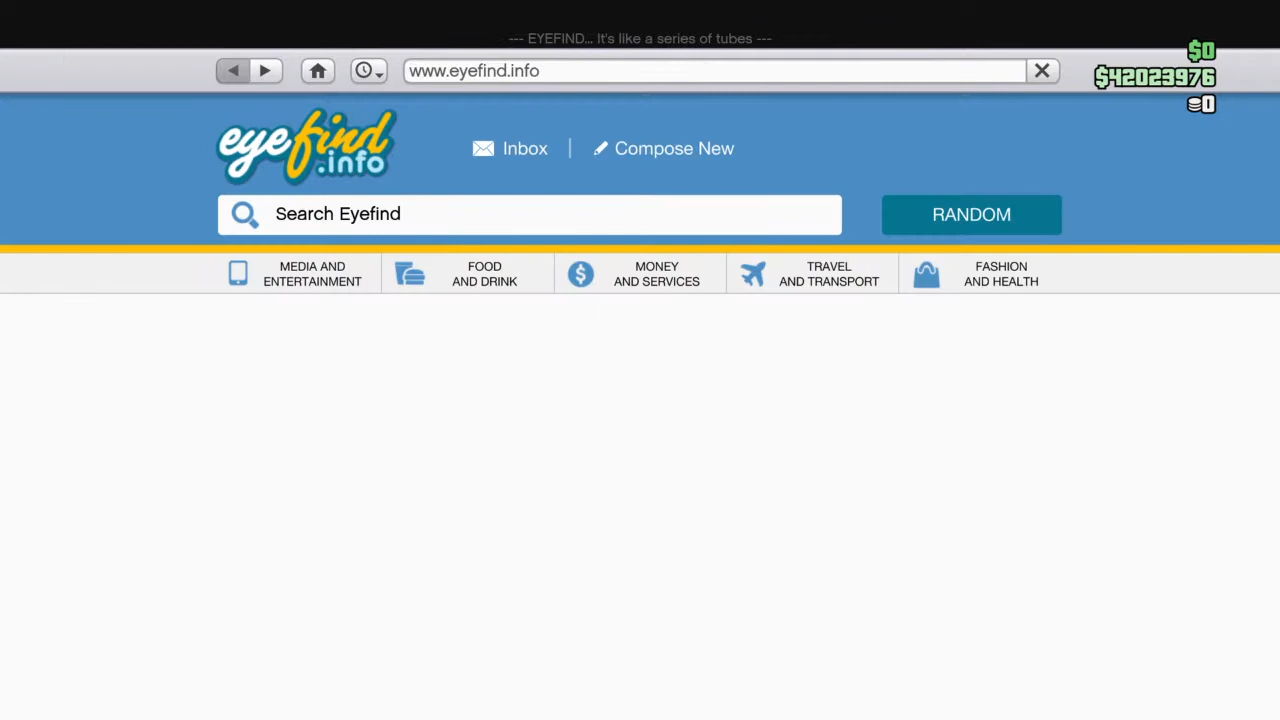 --- EYEFIND... It's like a series of tubes ---
$0
www.eyefind.info
$42023976
0
eyefind
.info
Inbox
Compose New
Search Eyefind
RANDOM
MEDIA AND
ENTERTAINMENT
FOOD
AND DRINK
MONEY
AND SERVICES
TRAVEL
AND TRANSPORT
FASHION
AND HEALTH